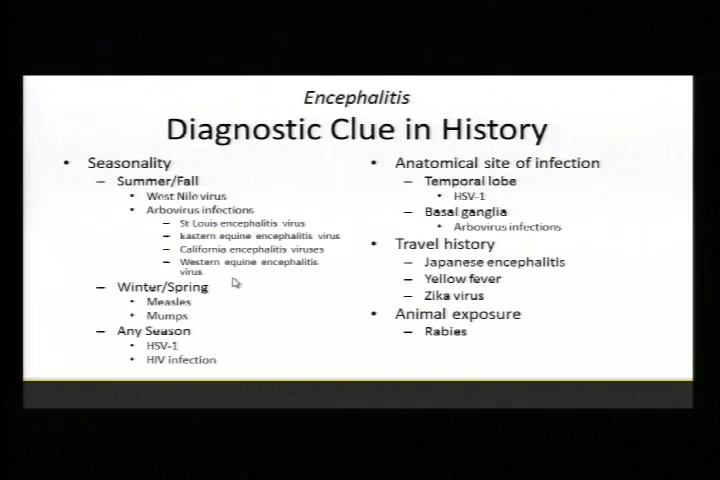 Encephalitis
Diagnostic Clue in History
• Seasonality
– Summer/Fall
• West Nile virus
• Arbovirus infections
– St Louis encephalitis virus
– Eastern equine encephalitis virus
– California encephalitis viruses
– Western equine encephalitis
virus
– Winter/Spring
• Measles
• Mumps
– Any Season
• HSV-1
• HIV infection
• Anatomical site of infection
– Temporal lobe
• HSV-1
– Basal ganglia
• Arbovirus infections
• Travel history
– Japanese encephalitis
– Yellow fever
– Zika virus
• Animal exposure
– Rabies